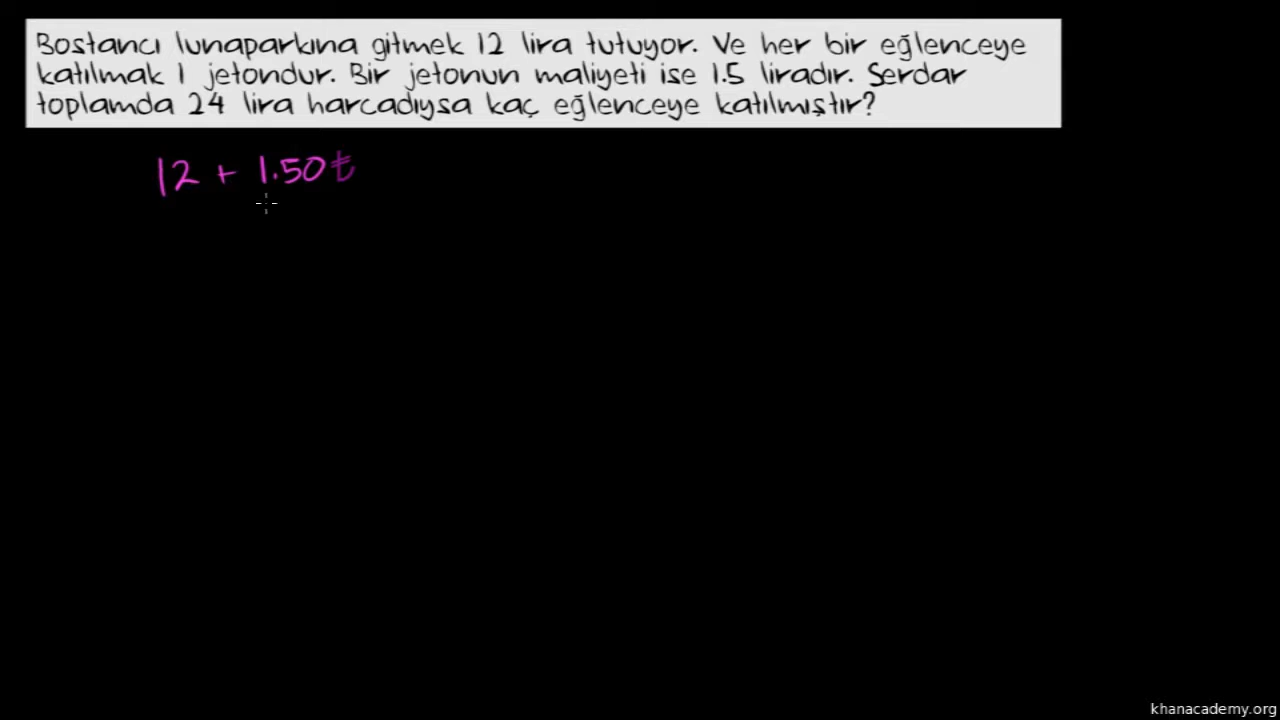 Bostancı lunaparkına gitmek 12 lira tutuyor. Ve her bir eğlenceye
katılmak 1 jetondur. Bir jetonun maliyeti ise 1.5 liradır. Serdar
toplamda 24 lira harcadıysa kaç eğlenceye katılmıştır?
12 + 1.50₺
khanacademy.org